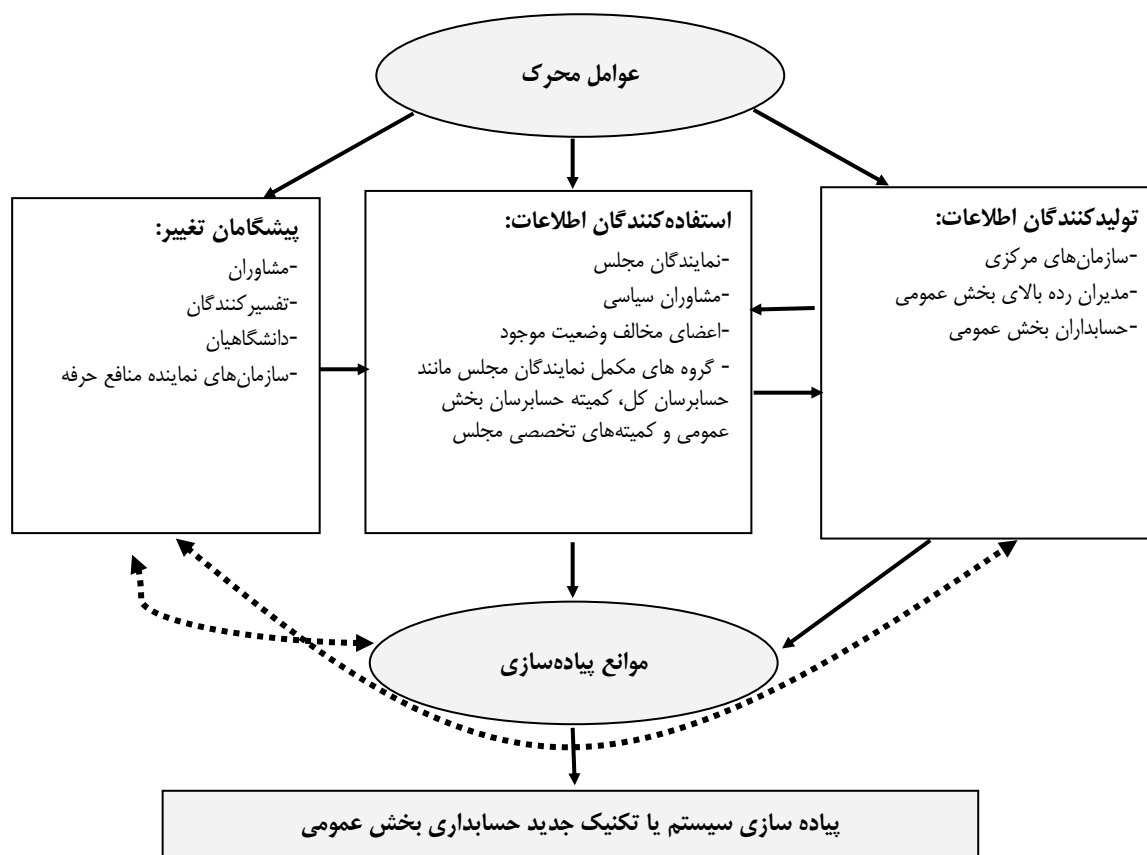 عوامل محرک
تولیدکنندگان اطلاعات:
-سازمان‌های مرکزی
-مدیران رده بالای بخش عمومی
-حسابداران بخش عمومی
استفاده‌کنندگان اطلاعات:
-نمایندگان مجلس
-مشاوران سیاسی
-اعضای مخالف وضعیت موجود
- گروه های مکمل نمایندگان مجلس مانند
حسابرسان کل، کمیته حسابرسان بخش
عمومی و کمیته‌های تخصصی مجلس
پیشگامان تغییر:
-مشاوران
-تفسیرکنندگان
-دانشگاهیان
-سازمان‌های نماینده منافع حرفه
موانع پیاده‌سازی
پیاده سازی سیستم یا تکنیک جدید حسابداری بخش عمومی